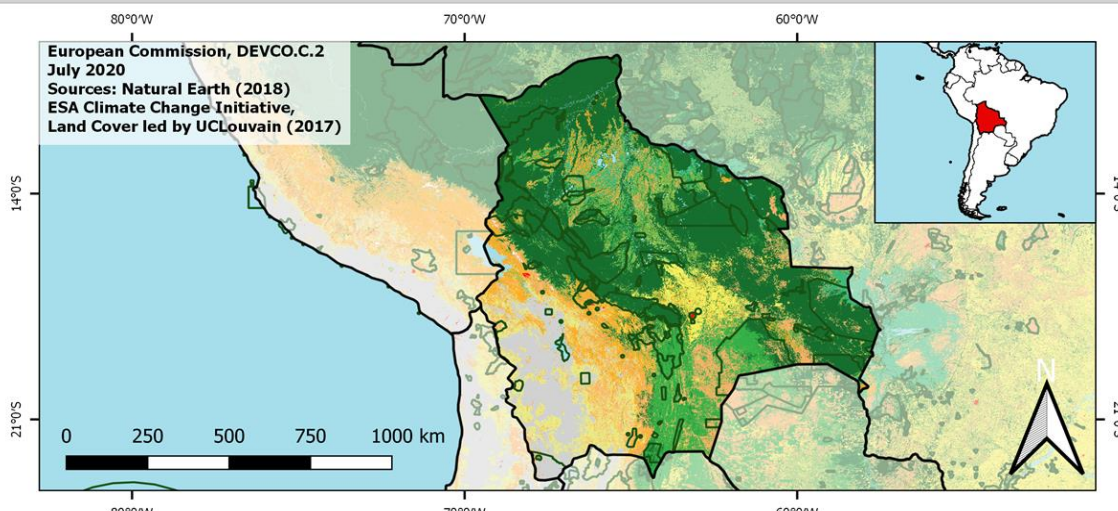 80°0'W 70°0'W 60°0'W
European Commission, DEVCO.C.2
July 2020
Sources: Natural Earth (2018)
ESA Climate Change Initiative,
Land Cover led by UCLouvain (2017)
14°0'S
21°0'S
N
0 250 500 750 1000 km